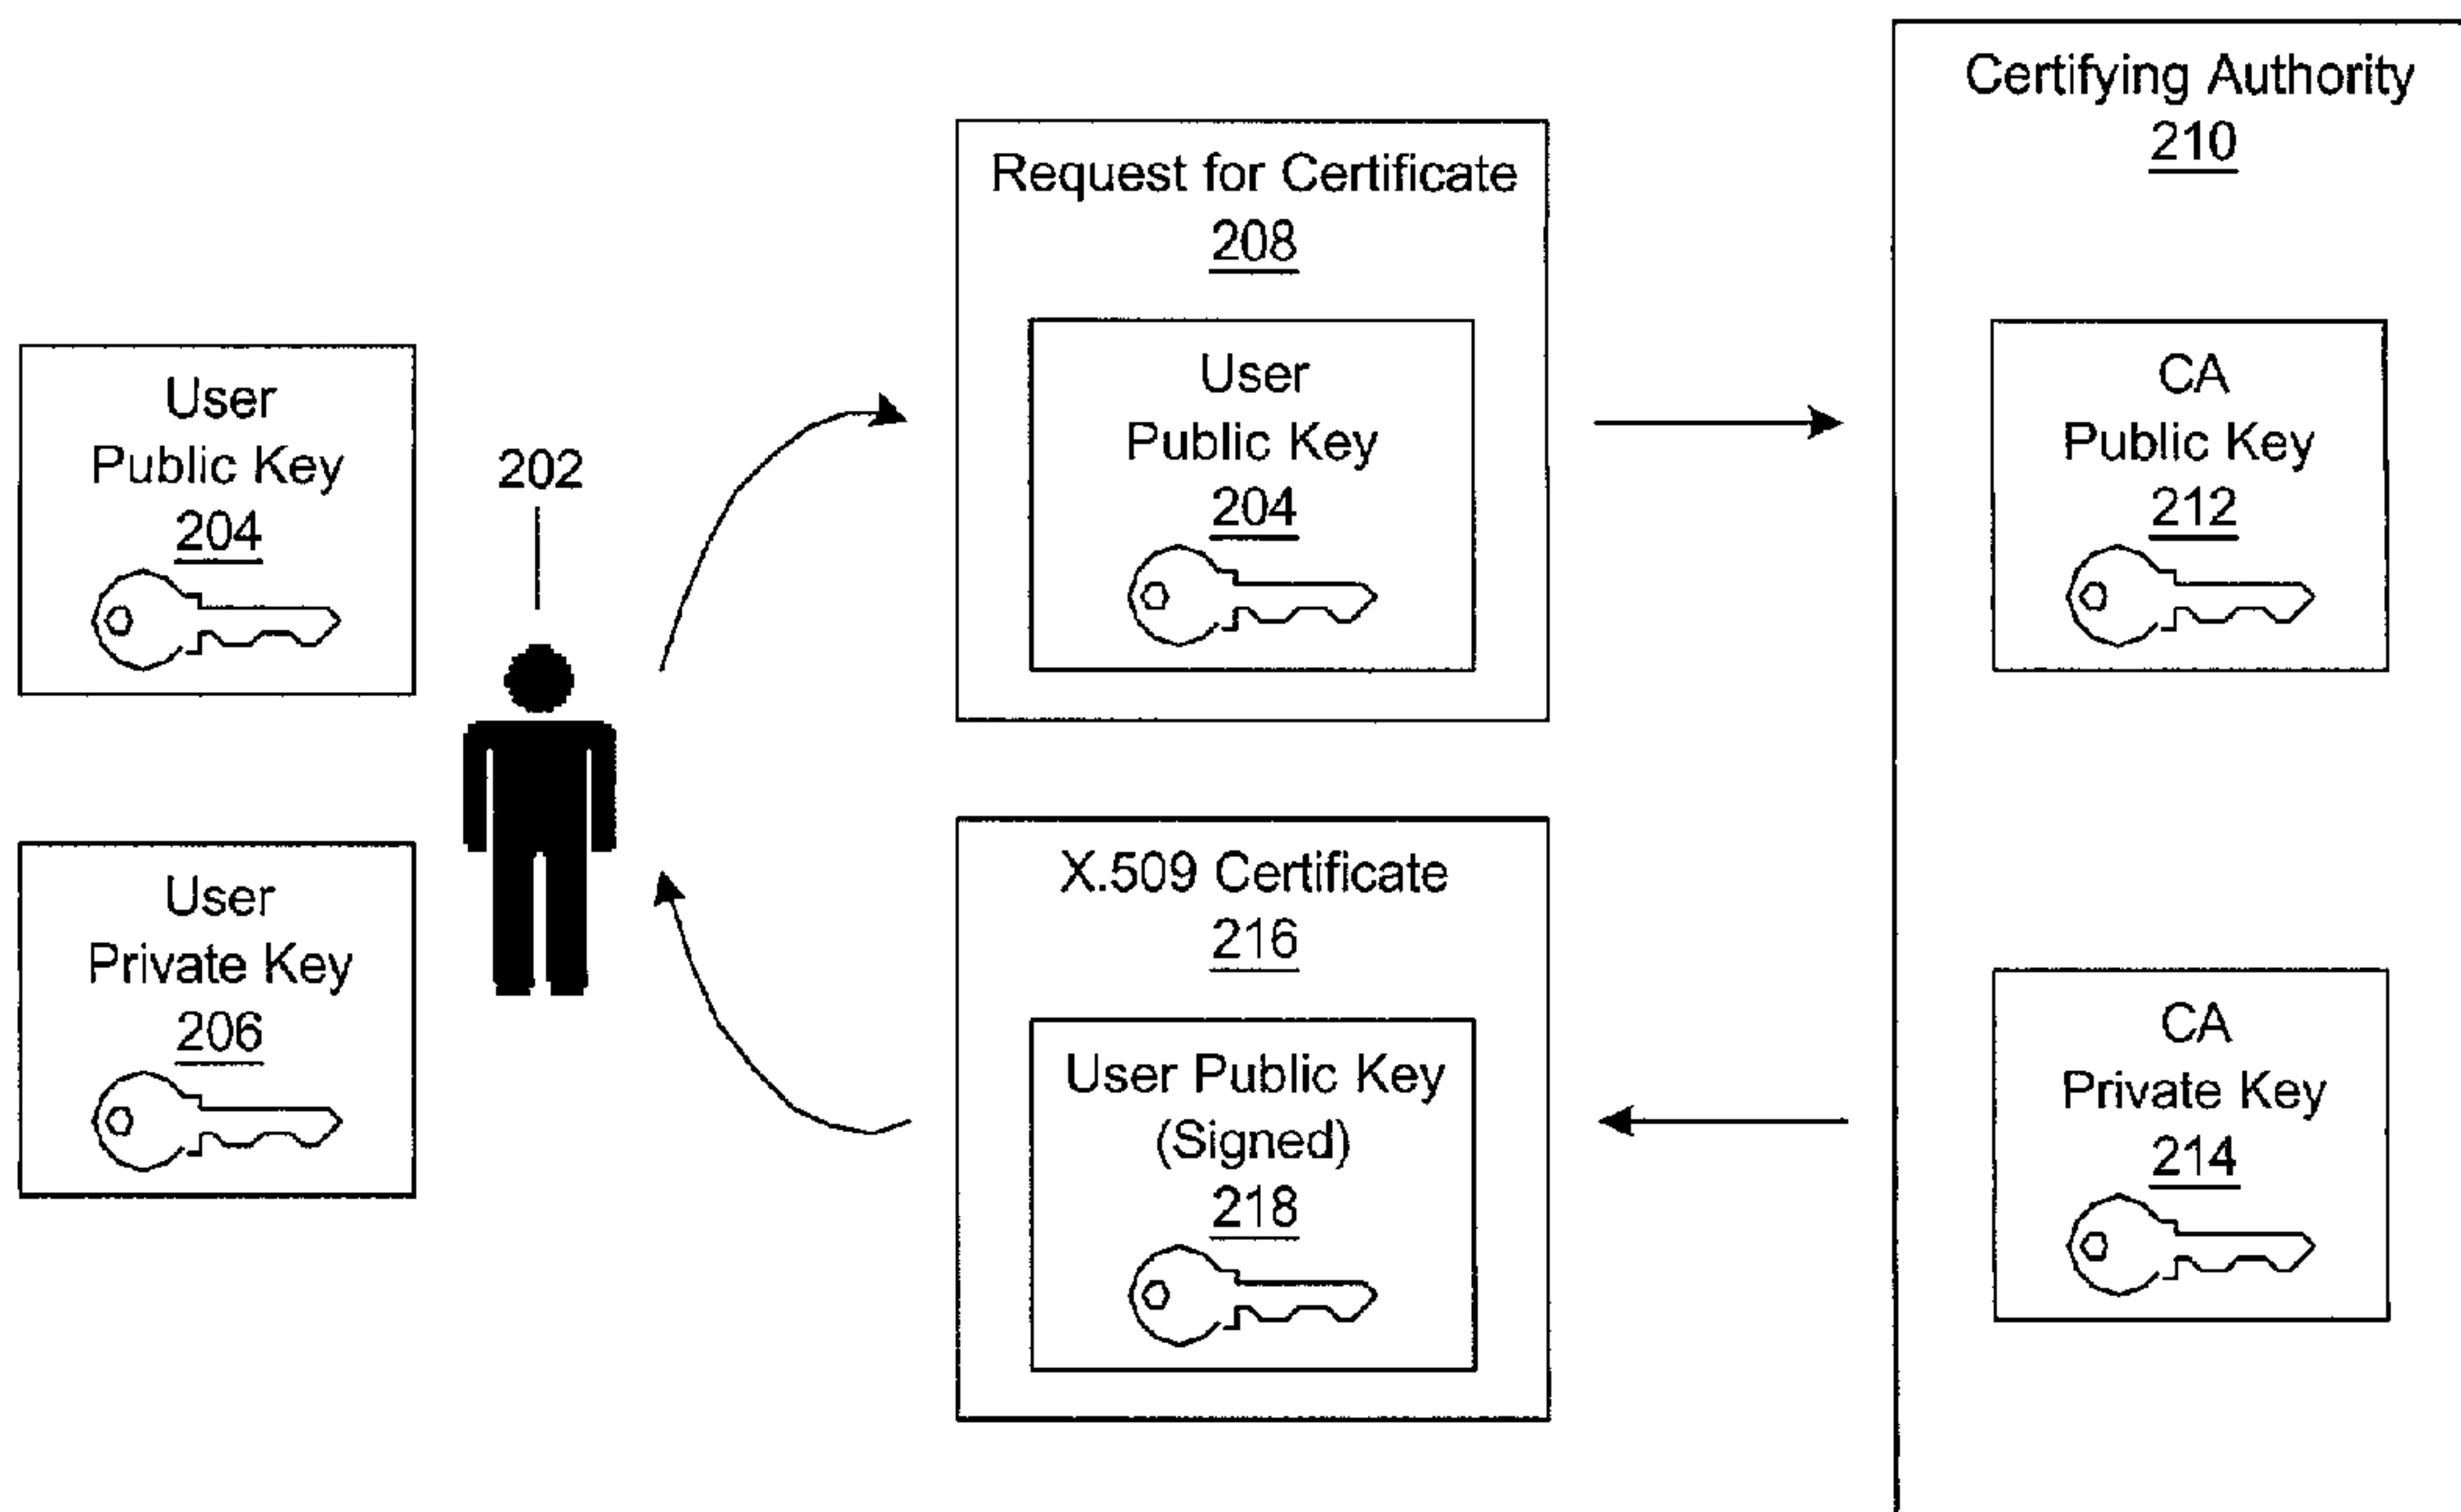 User
Public Key
204
202
User
Private Key
206
Request for Certificate
208
User
Public Key
204
X.509 Certificate
216
User Public Key
(Signed)
218
Certifying Authority
210
CA
Public Key
212
CA
Private Key
214